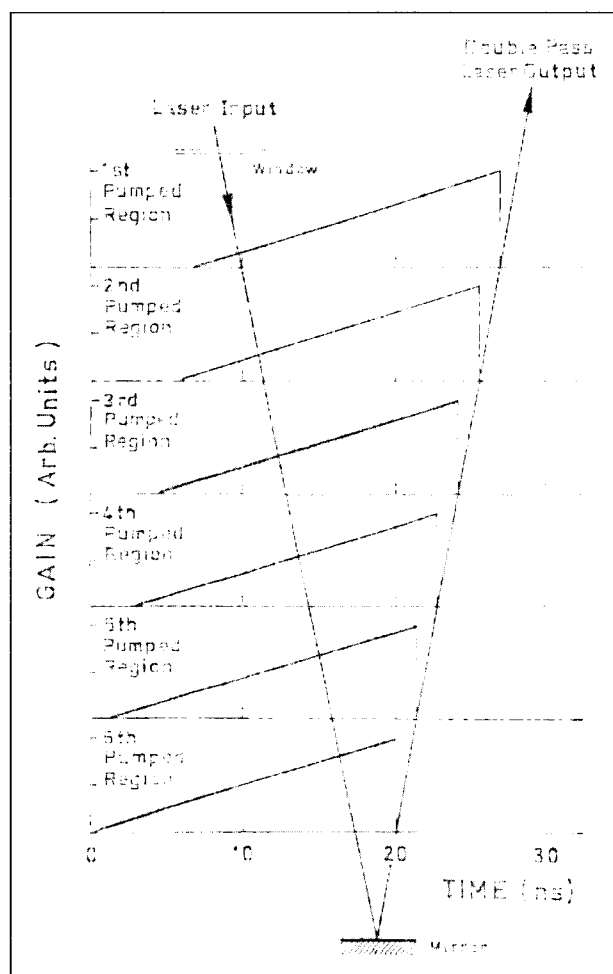 Double Pass
Laser Output
Laser Input
Window
1st
Pumped
Region
2nd
Pumped
Region
3rd
Pumped
Region
4th
Pumped
Region
5th
Pumped
Region
6th
Pumped
Region
GAIN (Arb. Units)
0 10 20 30
TIME (ns)
Mirror